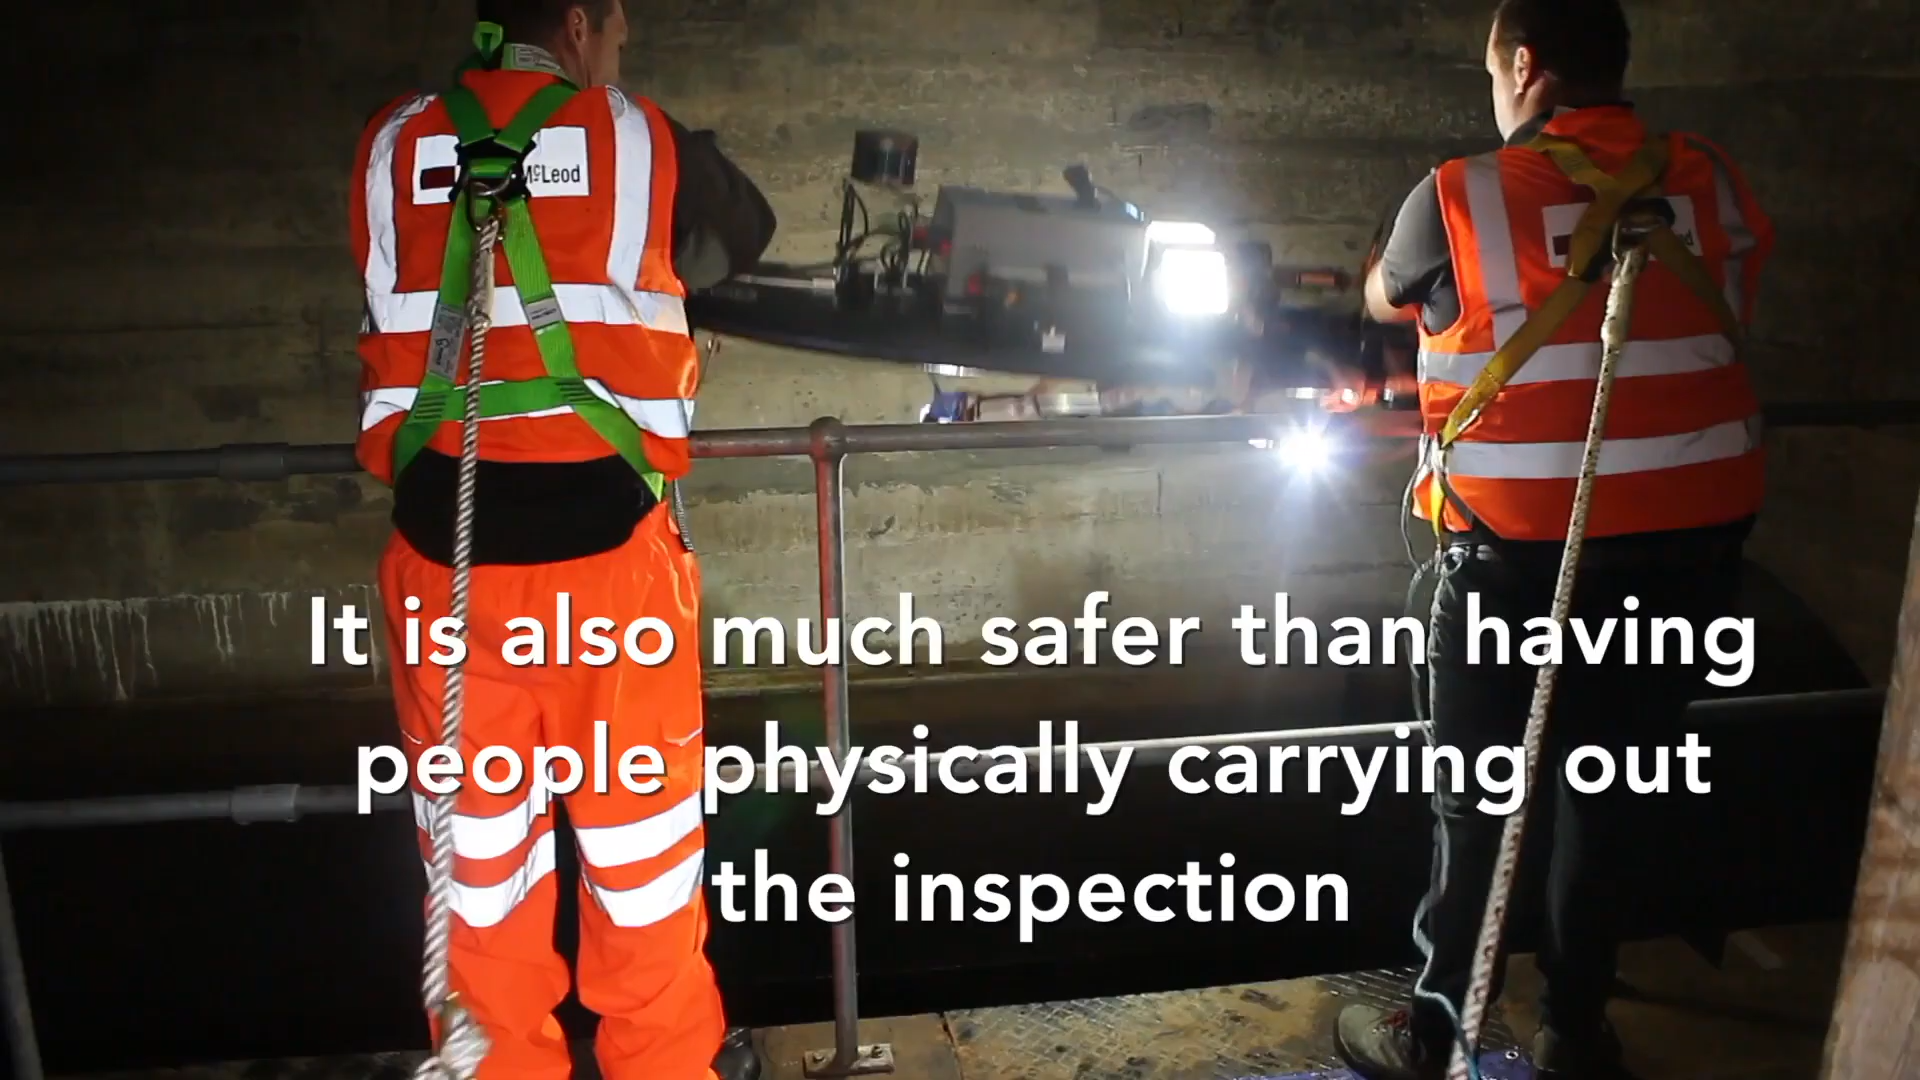 McLeod
It is also much safer than having
people physically carrying out
the inspection